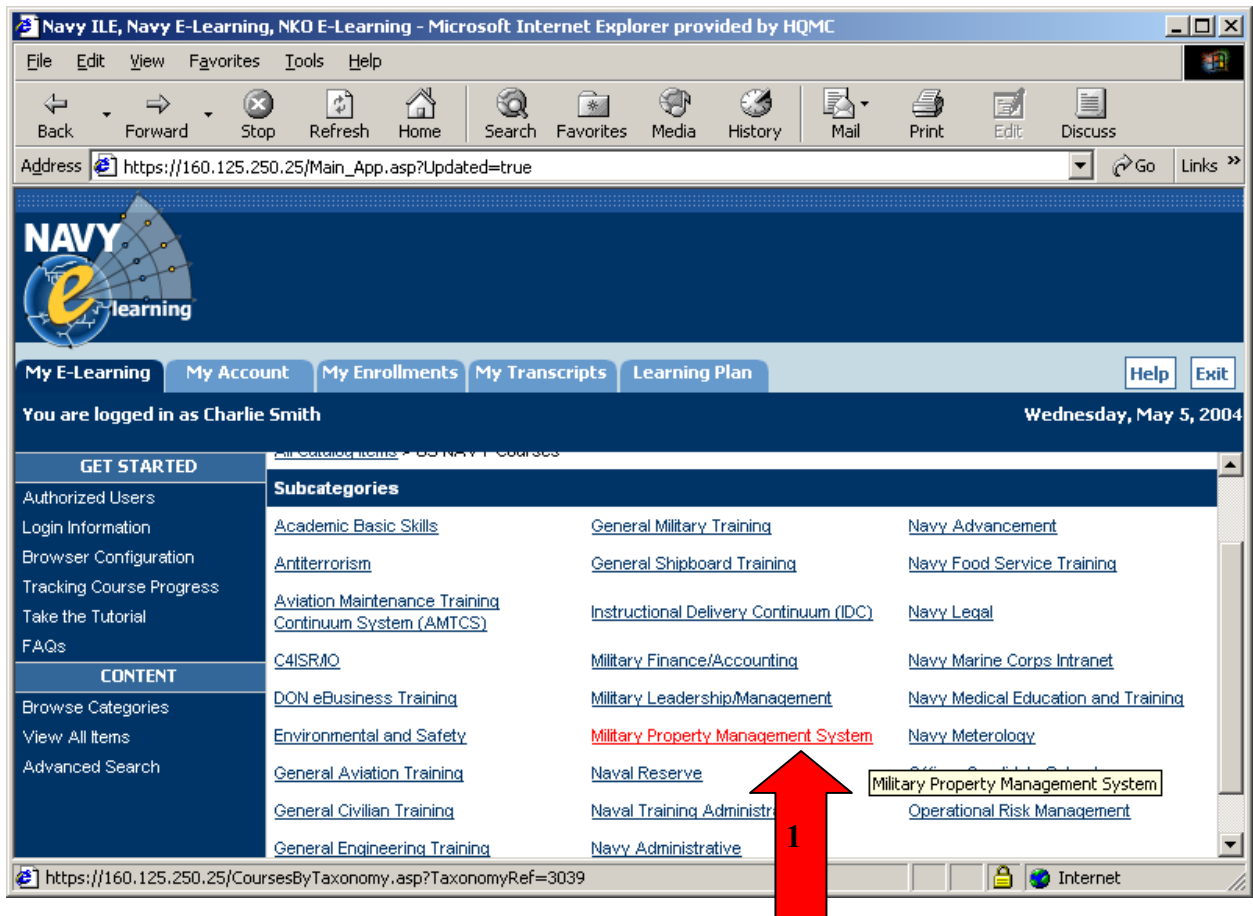 Navy ILE, Navy E-Learning, NKO E-Learning - Microsoft Internet Explorer provided by HQMC
File Edit View Favorites Tools Help
Back Forward Stop Refresh Home Search Favorites Media History Mail Print Edit Discuss
Address https://160.125.250.25/Main_App.asp?Updated=true Go Links »
NAVY
e
learning
My E-Learning My Account My Enrollments My Transcripts Learning Plan Help Exit
You are logged in as Charlie Smith Wednesday, May 5, 2004
GET STARTED
Authorized Users
Login Information
Browser Configuration
Tracking Course Progress
Take the Tutorial
FAQs
CONTENT
Browse Categories
View All Items
Advanced Search
All Catalog Items > US NAVY Courses
Subcategories
Academic Basic Skills General Military Training Navy Advancement
Antiterrorism General Shipboard Training Navy Food Service Training
Aviation Maintenance Training
Continuum System (AMTCS) Instructional Delivery Continuum (IDC) Navy Legal
C4ISR/IO Military Finance/Accounting Navy Marine Corps Intranet
DON eBusiness Training Military Leadership/Management Navy Medical Education and Training
Environmental and Safety Military Property Management System Navy Meterology
General Aviation Training Naval Reserve
Military Property Management System
General Civilian Training Naval Training Operational Risk Management
General Engineering Training Navy Administrative
1
https://160.125.250.25/CoursesByTaxonomy.asp?TaxonomyRef=3039 Internet